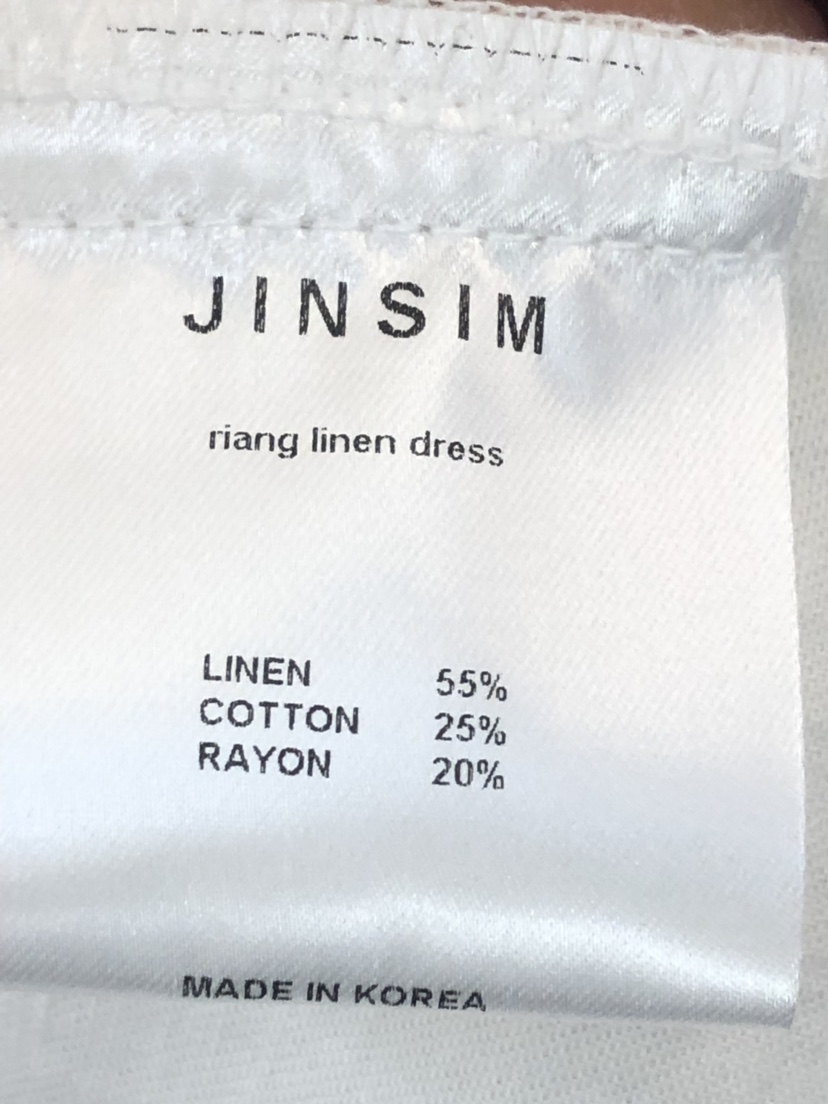 JINSIM
riang linen dress
LINEN 55%
COTTON 25%
RAYON 20%
MADE IN KOREA